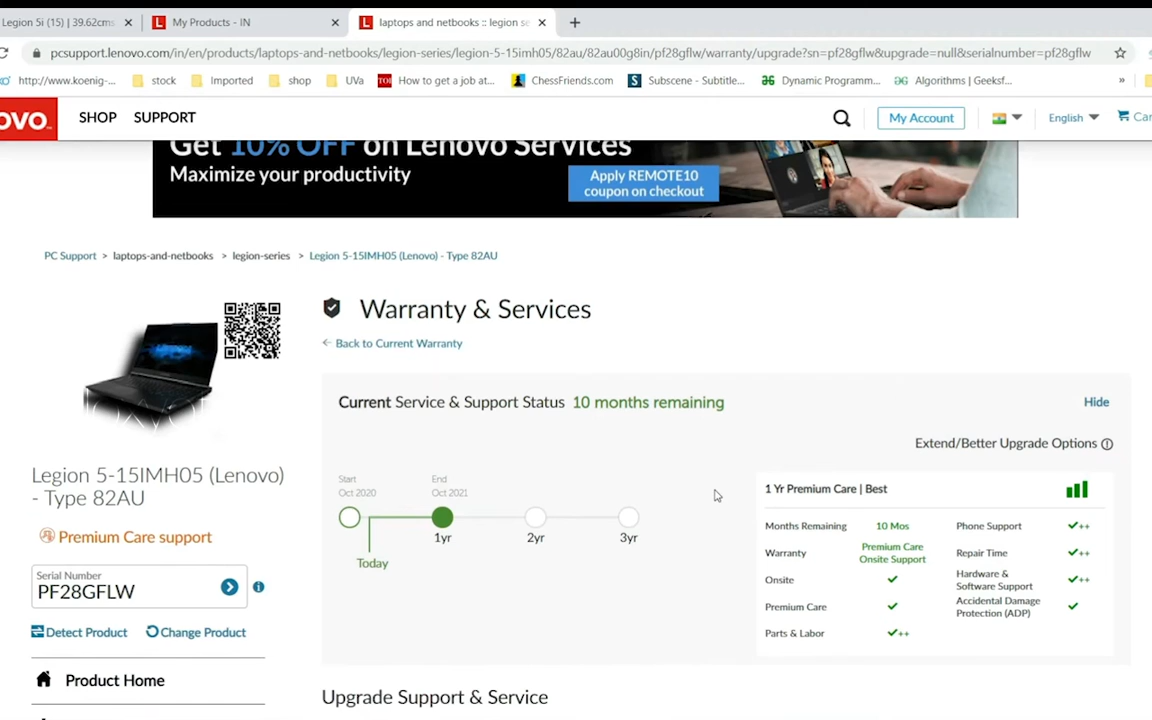 Legion 5i (15) | 39.62cms.
My Products - IN
laptops and netbooks :: legion se
pcsupport.lenovo.com/in/en/products/laptops-and-netbooks/legion-series/legion-5-15imh05/82au/82au00g8in/pf28gflw/warranty/upgrade?sn=pf28gflw&upgrade=null&serialnumber=pf28gflw
http://www.koenig-...
stock
Imported
shop
UVa
How to get a job at...
ChessFriends.com
Subscene - Subtitle...
Dynamic Programm...
Algorithms | Geeksf...
»
ovo
SHOP
SUPPORT
My Account
English
Car
Get 10% OFF on Lenovo Services
Maximize your productivity
Apply REMOTE10
coupon on checkout
PC Support > laptops-and-netbooks > legion-series > Legion 5-15IMH05 (Lenovo) - Type 82AU
Warranty & Services
Back to Current Warranty
Current Service & Support Status 10 months remaining
Hide
Extend/Better Upgrade Options
Start
Oct 2020
End
Oct 2021
1yr
2yr
3yr
Today
1 Yr Premium Care | Best
Months Remaining
10 Mos
Warranty
Premium Care
Onsite Support
Onsite
Premium Care
Parts & Labor
++
Phone Support
++
Repair Time
++
Hardware &
Software Support
++
Accidental Damage
Protection (ADP)
Legion 5-15IMH05 (Lenovo)
- Type 82AU
Premium Care support
Serial Number
PF28GFLW
Detect Product
Change Product
Product Home
Upgrade Support & Service